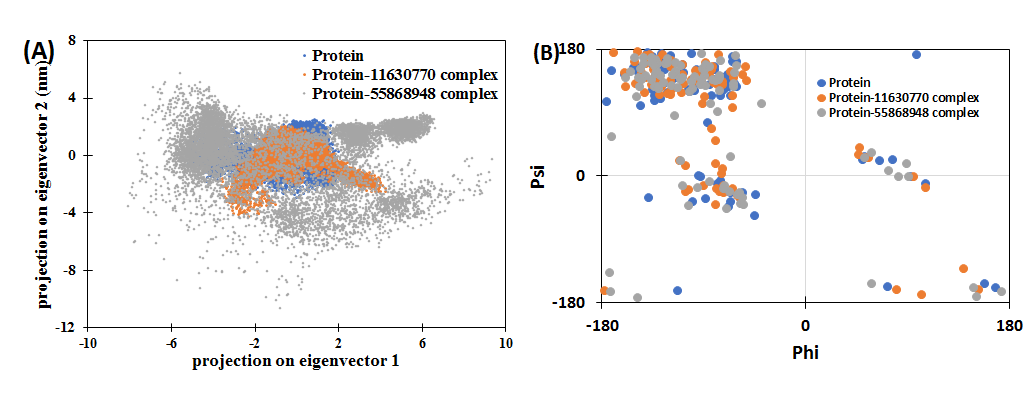 (A)
8
4
0
-4
-8
-12
-10
-6
-2
2
6
10
projection on eigenvector 2 (nm)
projection on eigenvector 1
Protein
Protein-11630770 complex
Protein-55868948 complex
(B)
180
0
-180
-180
0
180
Psi
Phi
Protein
Protein-11630770 complex
Protein-55868948 complex